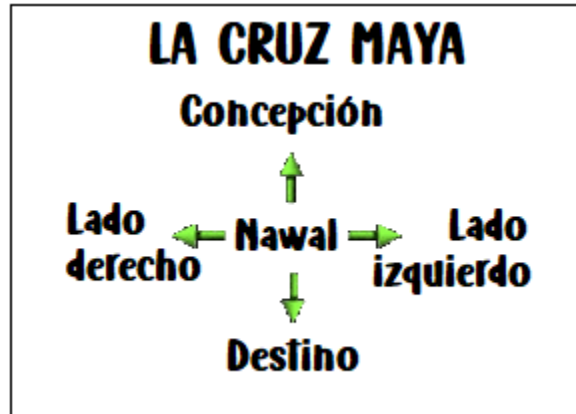 LA CRUZ MAYA
Concepción
Lado
derecho
Nawal
Lado
izquierdo
Destino